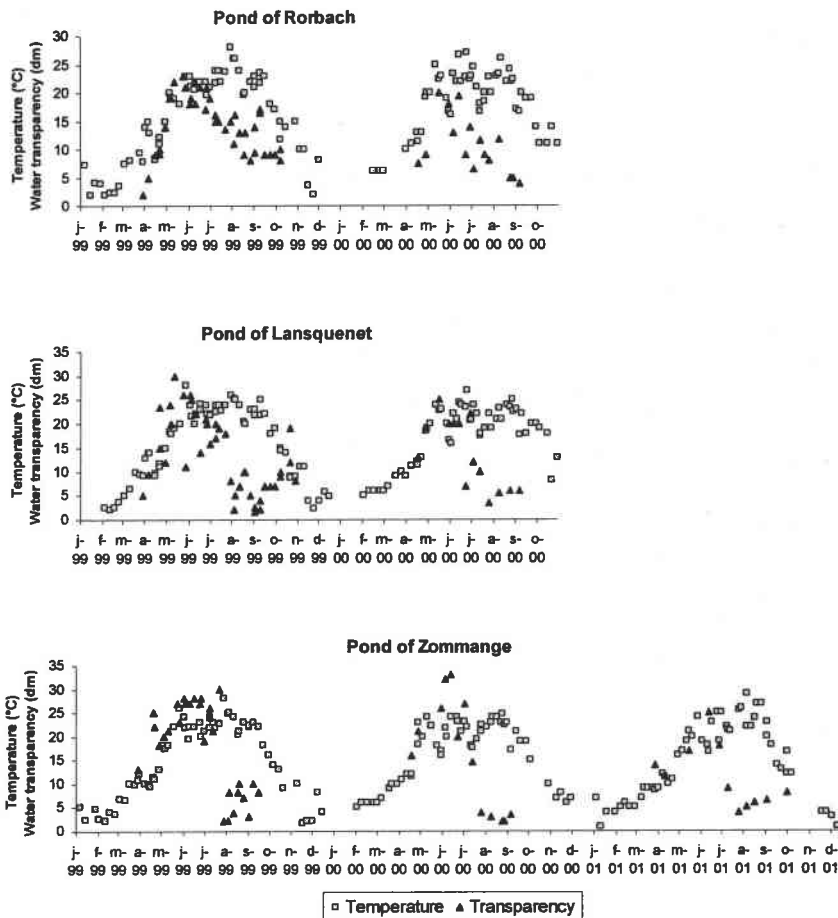 Pond of Rorbach
Temperature (°C)
Water transparency (dm)
30
25
20
15
10
5
0
j- f- m- a- m- j- j- a- s- o- n- d- j- f- m- a- m- j- j- a- s- o-
99 99 99 99 99 99 99 99 99 99 99 99 00 00 00 00 00 00 00 00 00 00
Pond of Lansquenet
Temperature (°C)
Water transparency (dm)
35
30
25
20
15
10
5
0
j- f- m- a- m- j- j- a- s- o- n- d- j- f- m- a- m- j- j- a- s- o-
99 99 99 99 99 99 99 99 99 99 99 99 00 00 00 00 00 00 00 00 00 00
Pond of Zommange
Temperature (°C)
Water transparency (dm)
35
30
25
20
15
10
5
0
j- f- m- a- m- j- j- a- s- o- n- d- j- f- m- a- m- j- j- a- s- o- n- d- j- f- m- a- m- j- j- a- s- o- n- d-
99 99 99 99 99 99 99 99 99 99 99 99 00 00 00 00 00 00 00 00 00 00 00 00 01 01 01 01 01 01 01 01 01 01 01 01
Temperature Transparency